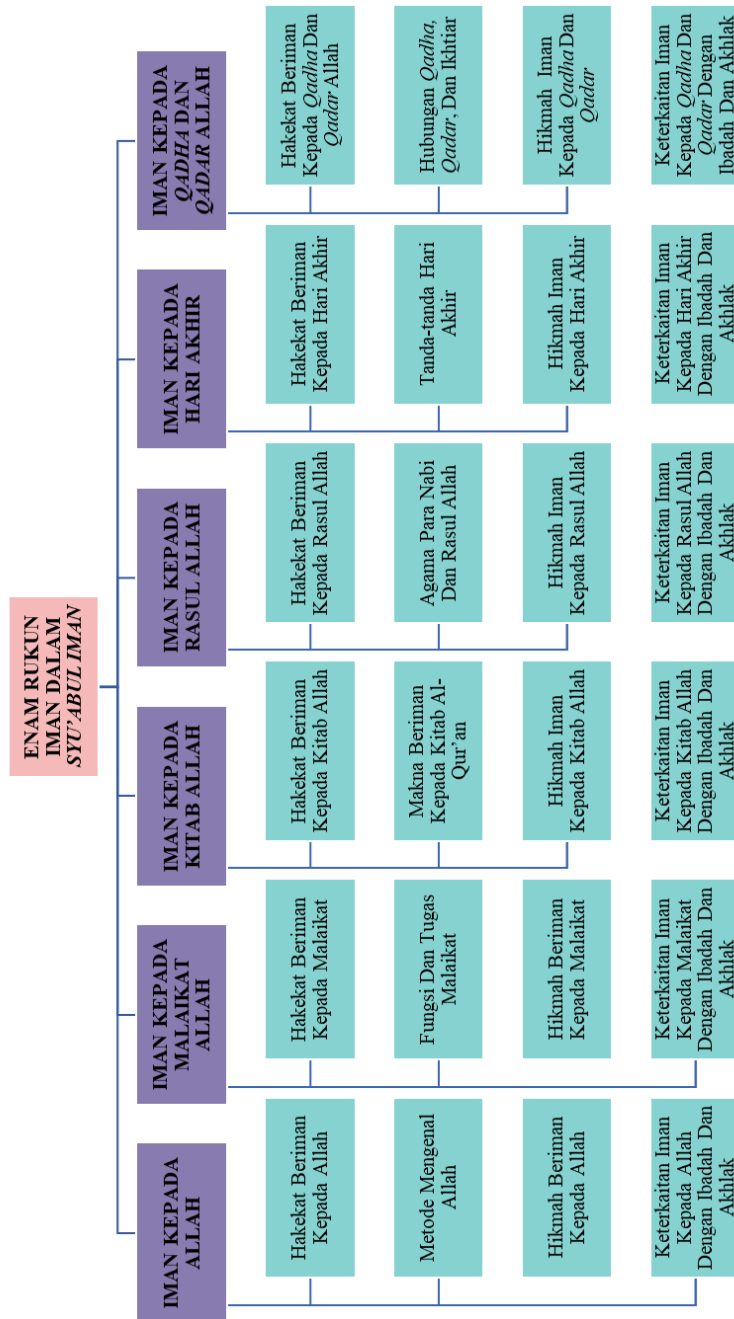 ENAM RUKUN
IMAN DALAM
SYU’ABUL IMAN
IMAN KEPADA
ALLAH
Hakekat Beriman
Kepada Allah
Metode Mengenal
Allah
Hikmah Beriman
Kepada Allah
Keterkaitan Iman
Kepada Allah
Dengan Ibadah Dan
Akhlak
IMAN KEPADA
MALAIKAT
ALLAH
Hakekat Beriman
Kepada Malaikat
Fungsi Dan Tugas
Malaikat
Hikmah Beriman
Kepada Malaikat
Keterkaitan Iman
Kepada Malaikat
Dengan Ibadah Dan
Akhlak
IMAN KEPADA
KITAB ALLAH
Hakekat Beriman
Kepada Kitab Allah
Makna Beriman
Kepada Kitab Al-
Qur’an
Hikmah Iman
Kepada Kitab Allah
Keterkaitan Iman
Kepada Kitab Allah
Dengan Ibadah Dan
Akhlak
IMAN KEPADA
RASUL ALLAH
Hakekat Beriman
Kepada Rasul Allah
Agama Para Nabi
Dan Rasul Allah
Hikmah Iman
Kepada Rasul Allah
Keterkaitan Iman
Kepada Rasul Allah
Dengan Ibadah Dan
Akhlak
IMAN KEPADA
HARI AKHIR
Hakekat Beriman
Kepada Hari Akhir
Tanda-tanda Hari
Akhir
Hikmah Iman
Kepada Hari Akhir
Keterkaitan Iman
Kepada Hari Akhir
Dengan Ibadah Dan
Akhlak
IMAN KEPADA
QADHA DAN
QADAR ALLAH
Hakekat Beriman
Kepada Qadha Dan
Qadar Allah
Hubungan Qadha,
Qadar, Dan Ikhtiar
Hikmah Iman
Kepada Qadha Dan
Qadar
Keterkaitan Iman
Kepada Qadha Dan
Qadar Dengan
Ibadah Dan Akhlak